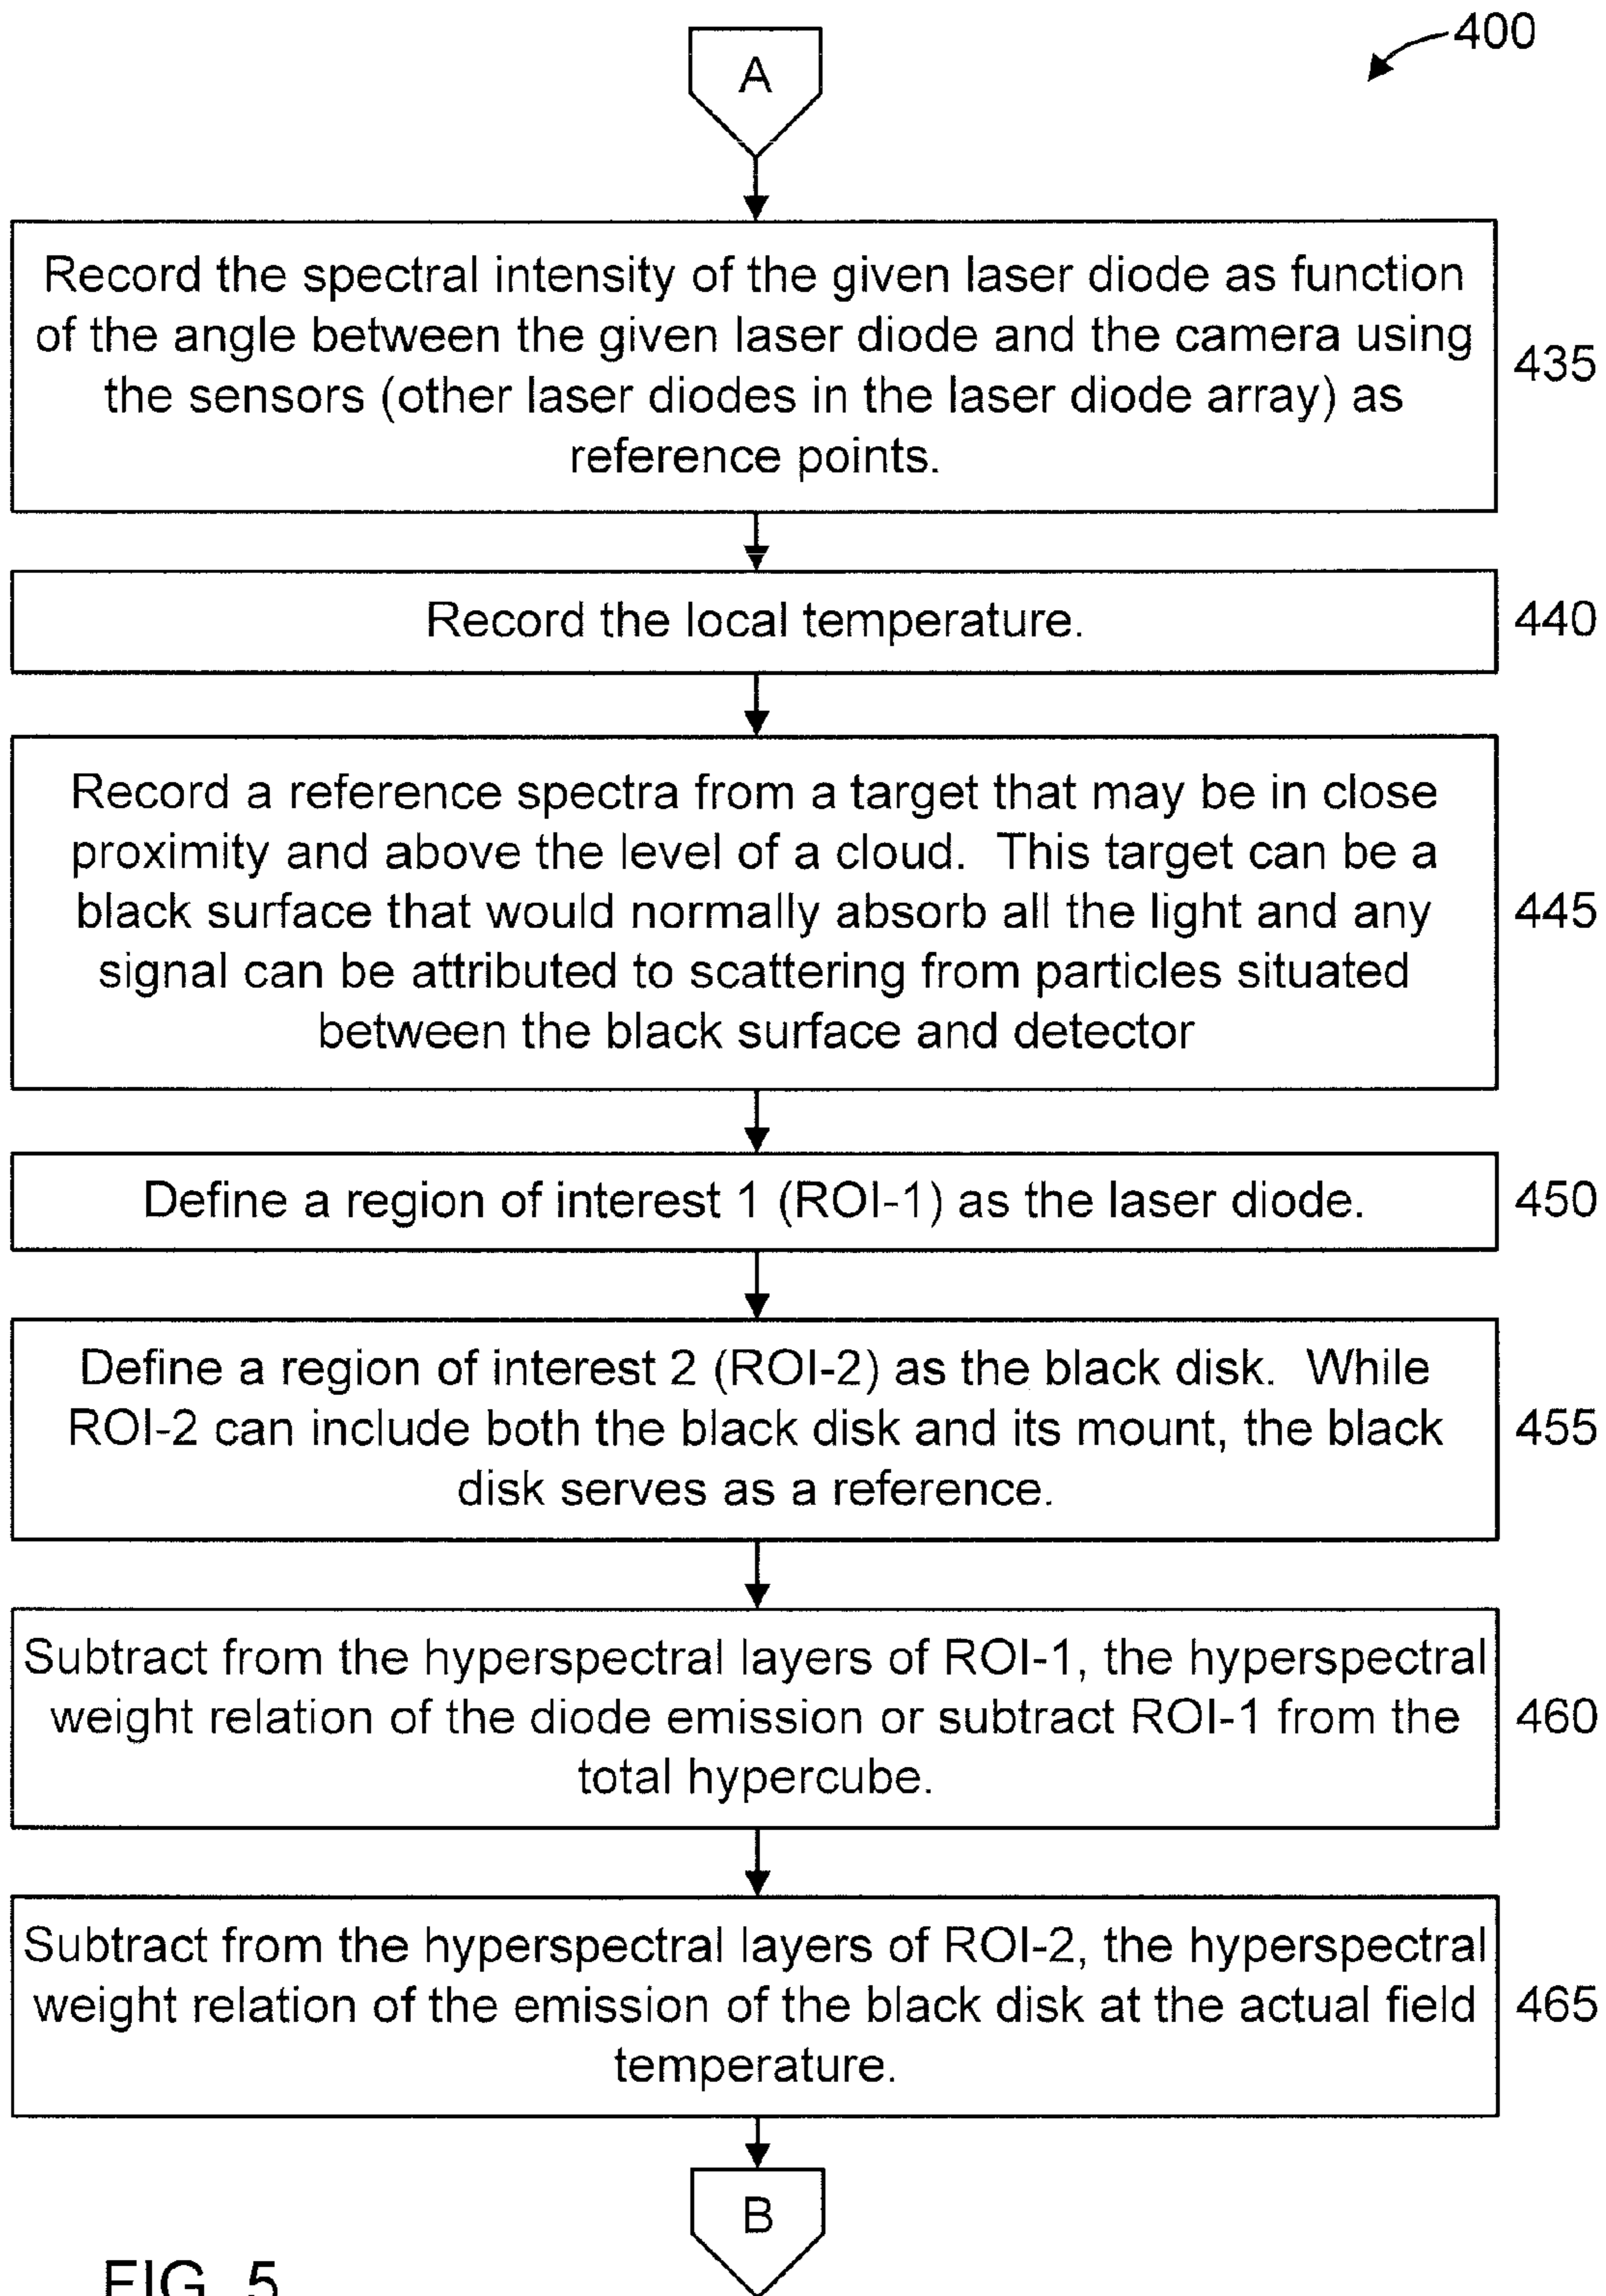 400
A
Record the spectral intensity of the given laser diode as function
of the angle between the given laser diode and the camera using
the sensors (other laser diodes in the laser diode array) as
reference points.
435
Record the local temperature.
440
Record a reference spectra from a target that may be in close
proximity and above the level of a cloud. This target can be a
black surface that would normally absorb all the light and any
signal can be attributed to scattering from particles situated
between the black surface and detector
445
Define a region of interest 1 (ROI-1) as the laser diode.
450
Define a region of interest 2 (ROI-2) as the black disk. While
ROI-2 can include both the black disk and its mount, the black
disk serves as a reference.
455
Subtract from the hyperspectral layers of ROI-1, the hyperspectral
weight relation of the diode emission or subtract ROI-1 from the
total hypercube.
460
Subtract from the hyperspectral layers of ROI-2, the hyperspectral
weight relation of the emission of the black disk at the actual field
temperature.
465
B
FIG. 5